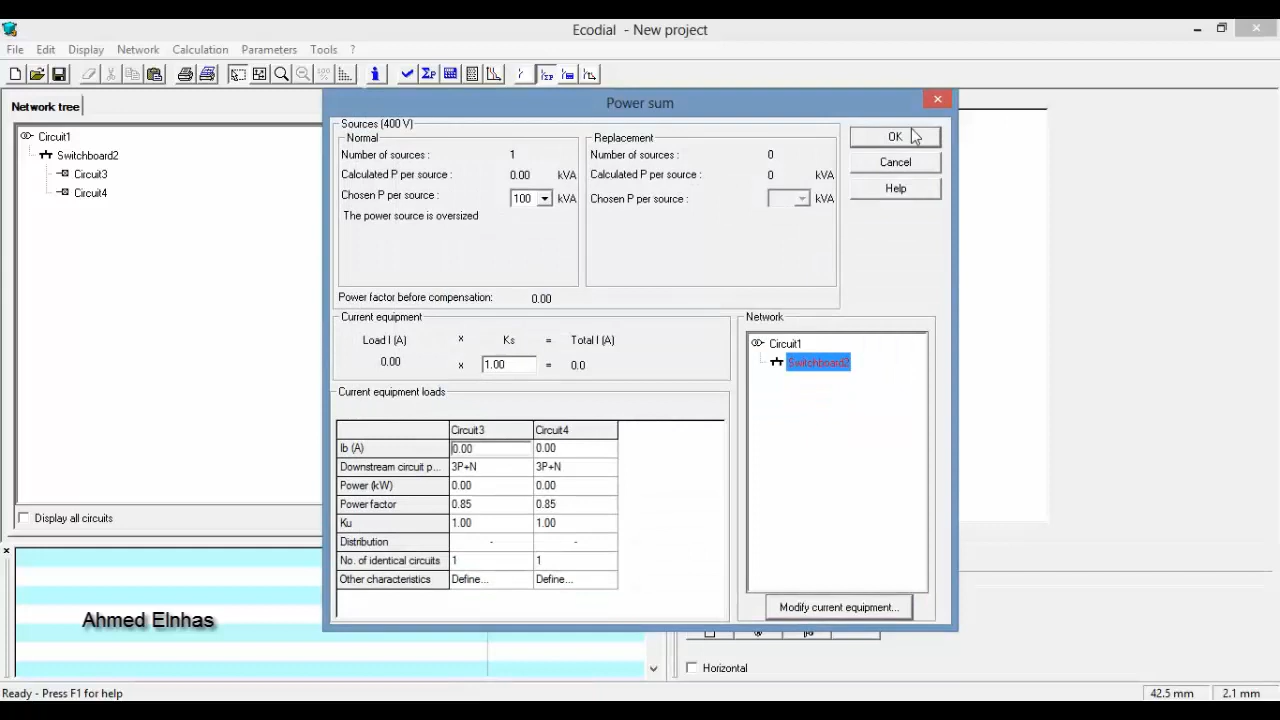 Ecodial - New project
File Edit Display Network Calculation Parameters Tools ?
Network tree
Circuit1
Switchboard2
Circuit3
Circuit4
Display all circuits
Power sum
Sources (400 V)
Normal
Number of sources : 1
Calculated P per source : 0.00 kVA
Chosen P per source : 100 kVA
The power source is oversized
Replacement
Number of sources : 0
Calculated P per source : 0 kVA
Chosen P per source : kVA
OK
Cancel
Help
Power factor before compensation: 0.00
Current equipment
Load I (A) x Ks = Total I (A)
0.00 x 1.00 = 0.0
Current equipment loads
Circuit3 Circuit4
Ib (A) 0.00 0.00
Downstream circuit p... 3P+N 3P+N
Power (kW) 0.00 0.00
Power factor 0.85 0.85
Ku 1.00 1.00
Distribution - -
No. of identical circuits 1 1
Other characteristics Define... Define...
Network
Circuit1
Switchboard2
Modify current equipment...
Ahmed Elnhas
Horizontal
Ready - Press F1 for help 42.5 mm 2.1 mm